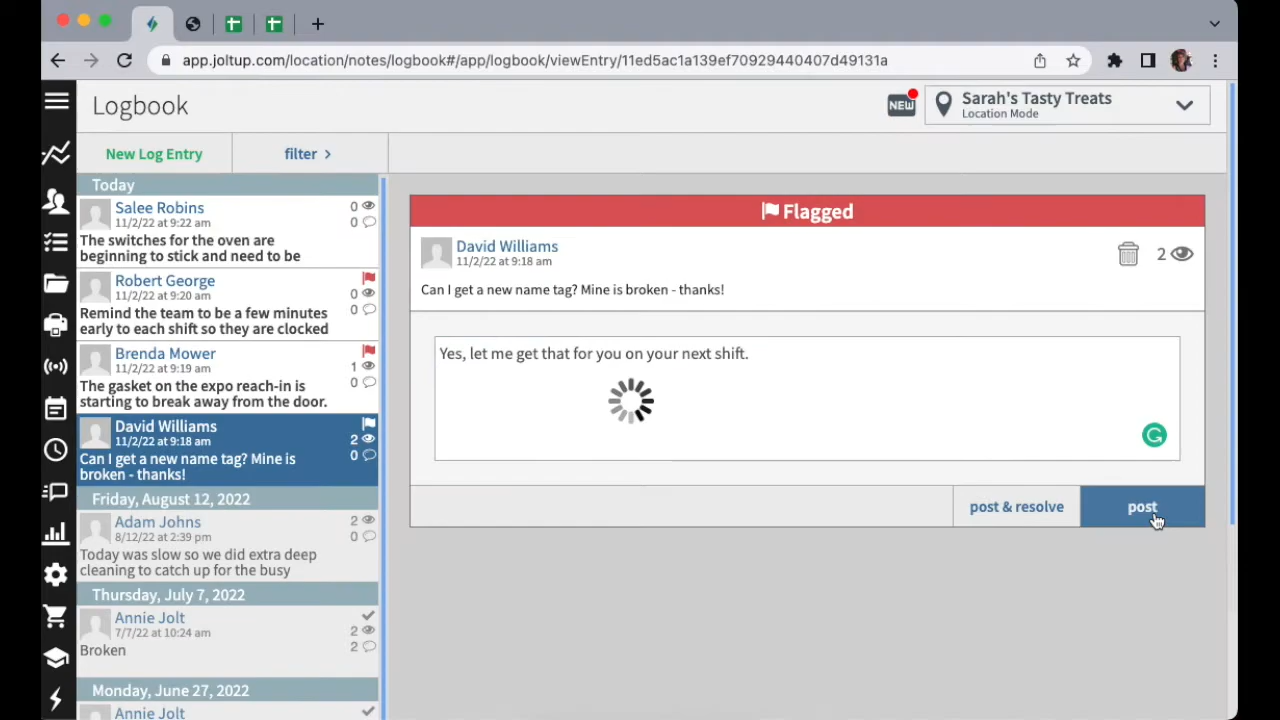 app.joltup.com/location/notes/logbook#/app/logbook/viewEntry/11ed5ac1a139ef70929440407d49131a
Logbook
NEW
Sarah's Tasty Treats
Location Mode
New Log Entry
filter >
Today
Salee Robins
0
11/2/22 at 9:22 am
0
The switches for the oven are
beginning to stick and need to be
Robert George
11/2/22 at 9:20 am
0
0
Remind the team to be a few minutes
early to each shift so they are clocked
Brenda Mower
11/2/22 at 9:19 am
1
0
The gasket on the expo reach-in is
starting to break away from the door.
David Williams
11/2/22 at 9:18 am
2
0
Can I get a new name tag? Mine is
broken - thanks!
Friday, August 12, 2022
Adam Johns
2
8/12/22 at 2:39 pm
0
Today was slow so we did extra deep
cleaning to catch up for the busy
Thursday, July 7, 2022
Annie Jolt
7/7/22 at 10:24 am
2
2
Broken
Monday, June 27, 2022
Annie Jolt
Flagged
David Williams
11/2/22 at 9:18 am
2
Can I get a new name tag? Mine is broken - thanks!
Yes, let me get that for you on your next shift.
post & resolve
post